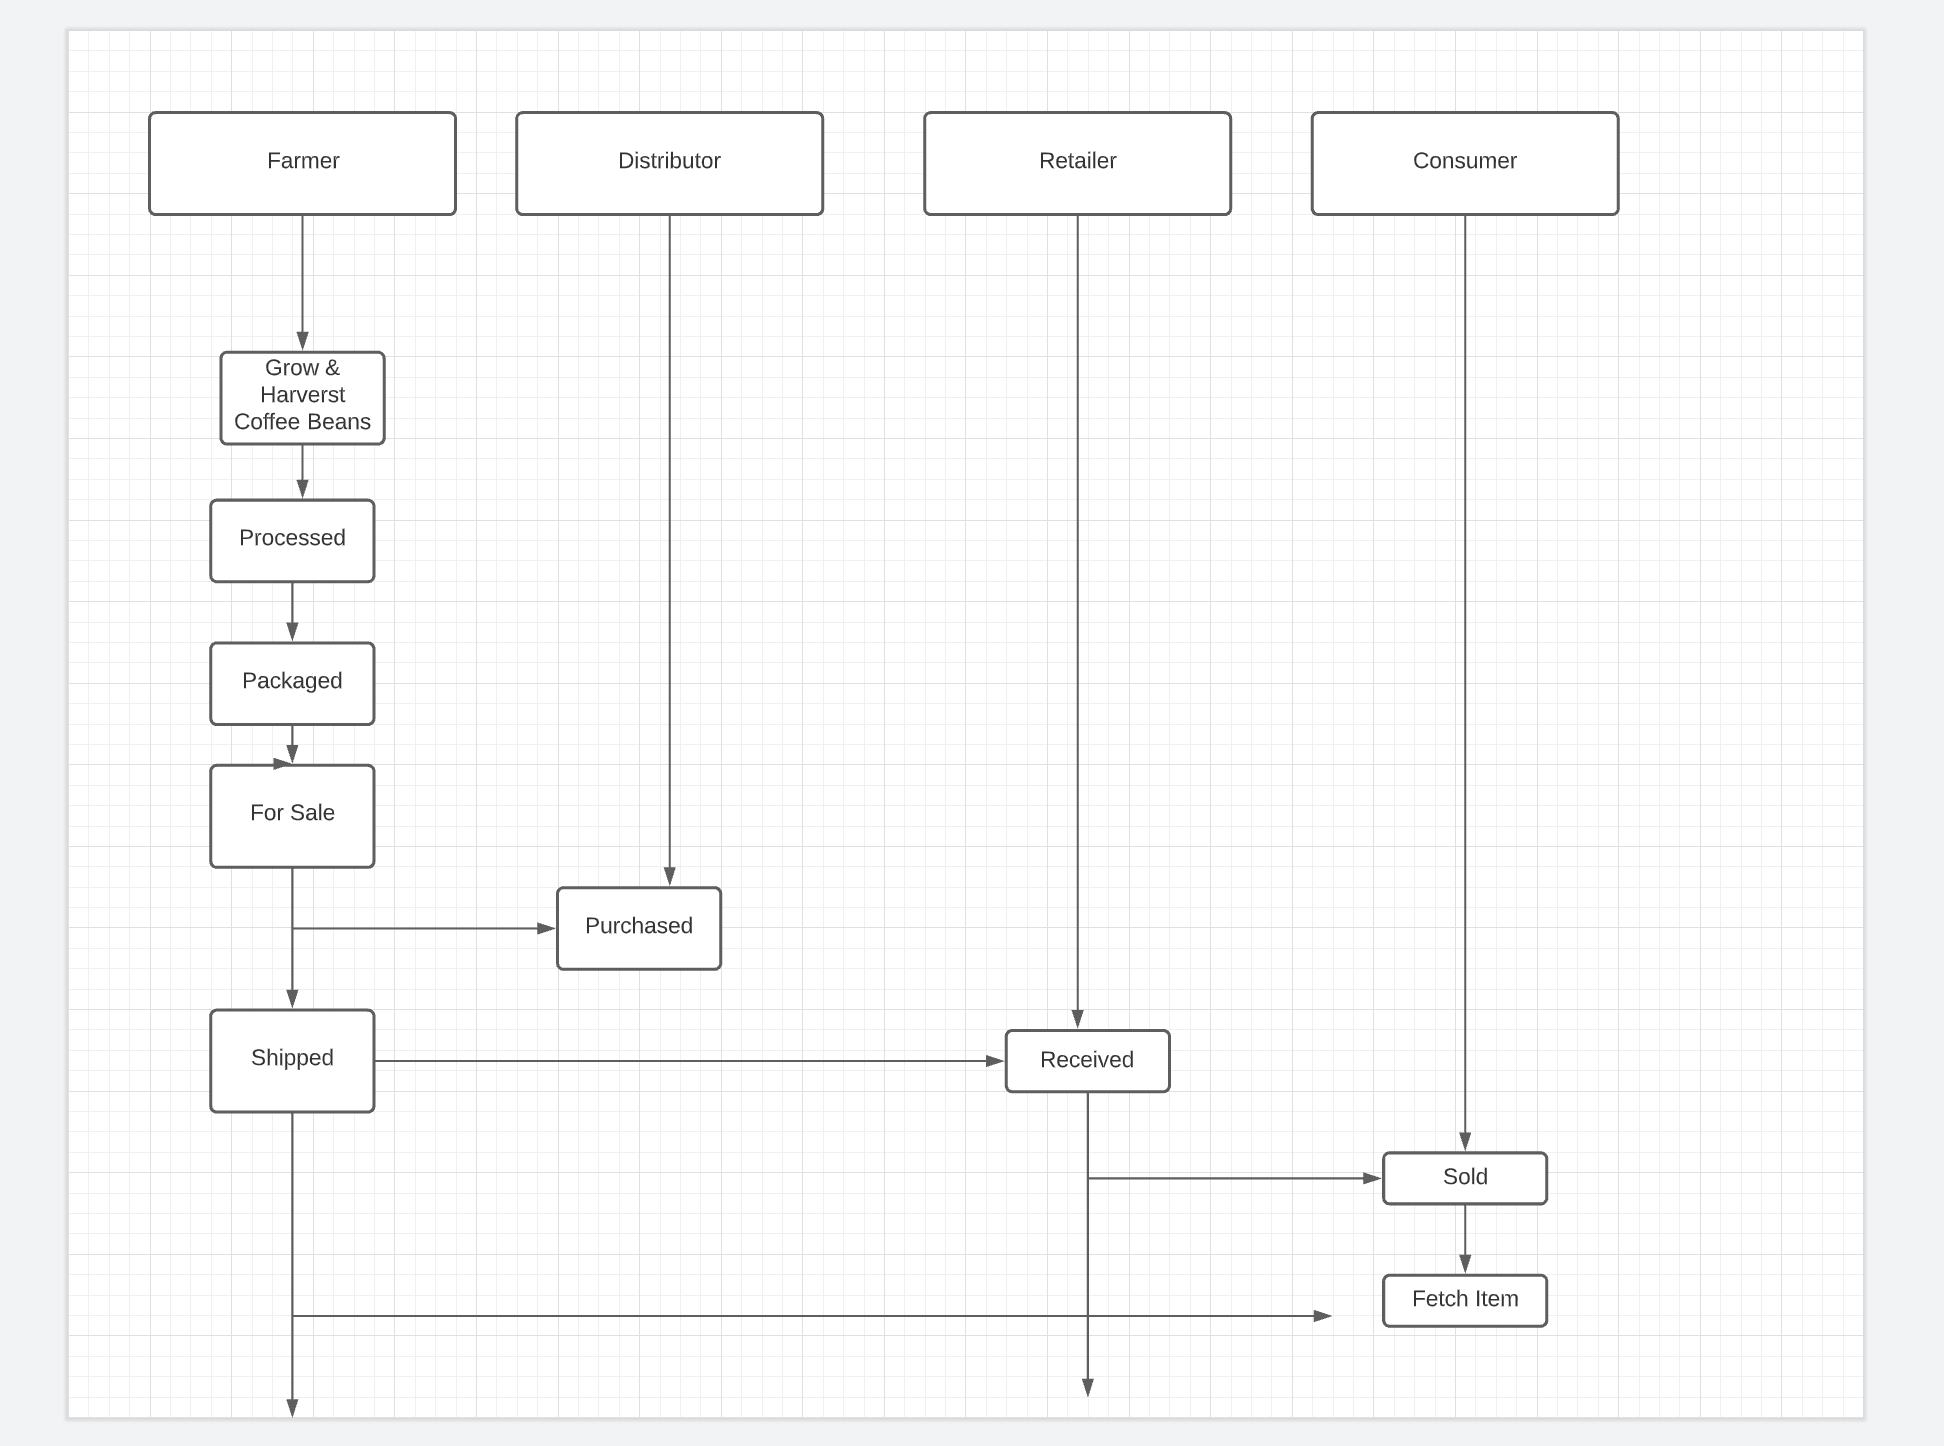 Farmer
Distributor
Retailer
Consumer
Grow &
Harverst
Coffee Beans
Processed
Packaged
For Sale
Purchased
Shipped
Received
Sold
Fetch Item